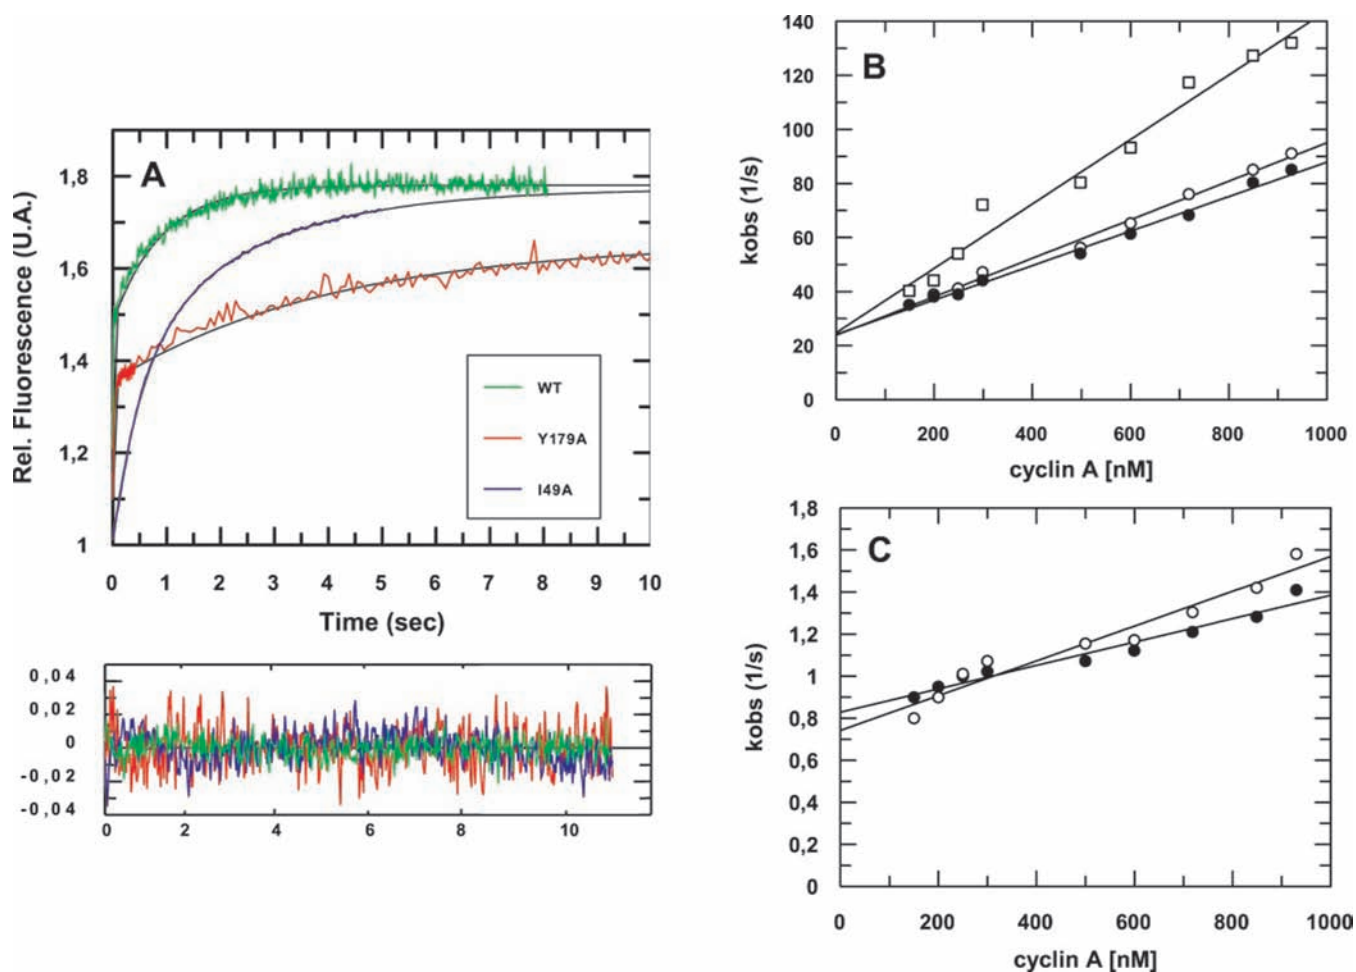 A
Rel. Fluorescence (U.A.)
1,8
1,6
1,4
1,2
1
WT
Y179A
I49A
0 1 2 3 4 5 6 7 8 9 10
Time (sec)
0,04
0,02
0
-0,02
-0,04
0 2 4 6 8 10
B
kobs (1/s)
140
120
100
80
60
40
20
0
0 200 400 600 800 1000
cyclin A [nM]
C
kobs (1/s)
1,8
1,6
1,4
1,2
1
0,8
0,6
0,4
0,2
0
0 200 400 600 800 1000
cyclin A [nM]